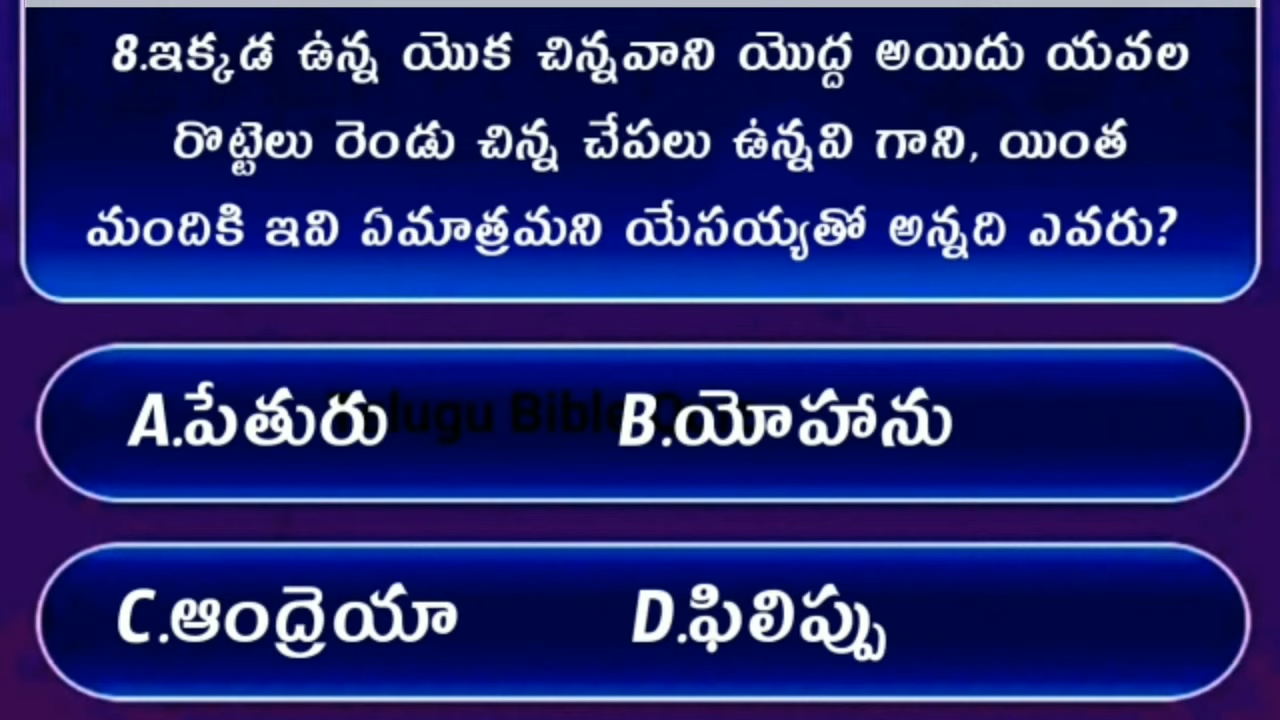 8.ఇక్కడ ఉన్న యొక చిన్నవాని యొద్ద అయిదు యవల
రొట్టెలు రెండు చిన్న చేపలు ఉన్నవి గాని, యింత
మందికి ఇవి ఏమాత్రమని యేసయ్యతో అన్నది ఎవరు?
A.పేతురు B.యోహాను
C.ఆంద్రెయా D.ఫిలిప్పు